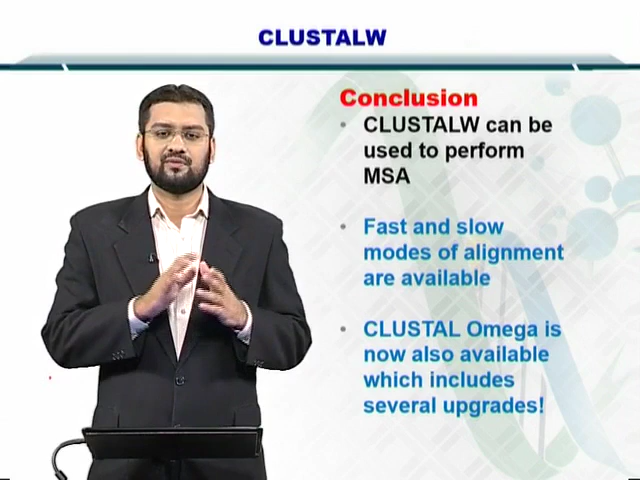 CLUSTALW
Conclusion
• CLUSTALW can be
used to perform
MSA
• Fast and slow
modes of alignment
are available
• CLUSTAL Omega is
now also available
which includes
several upgrades!